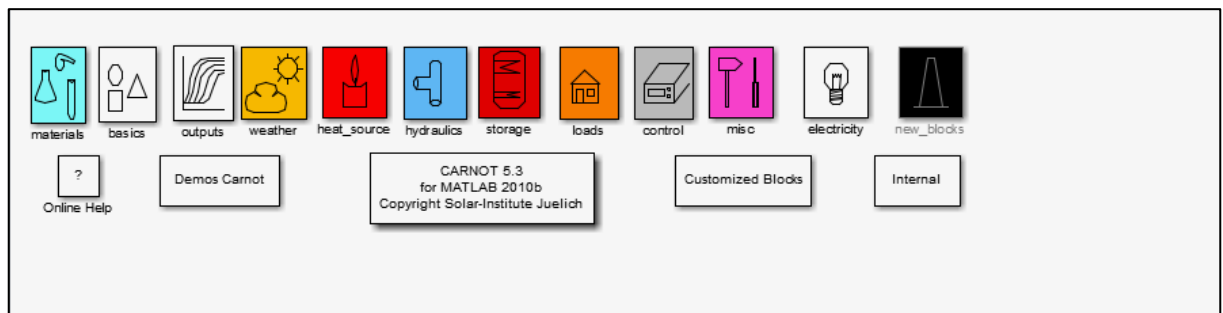 materials
basics
outputs
weather
heat_source
hydraulics
storage
loads
control
misc
electricity
new_blocks
?
Online Help
Demos Carnot
CARNOT 5.3
for MATLAB 2010b
Copyright Solar-Institute Juelich
Customized Blocks
Internal